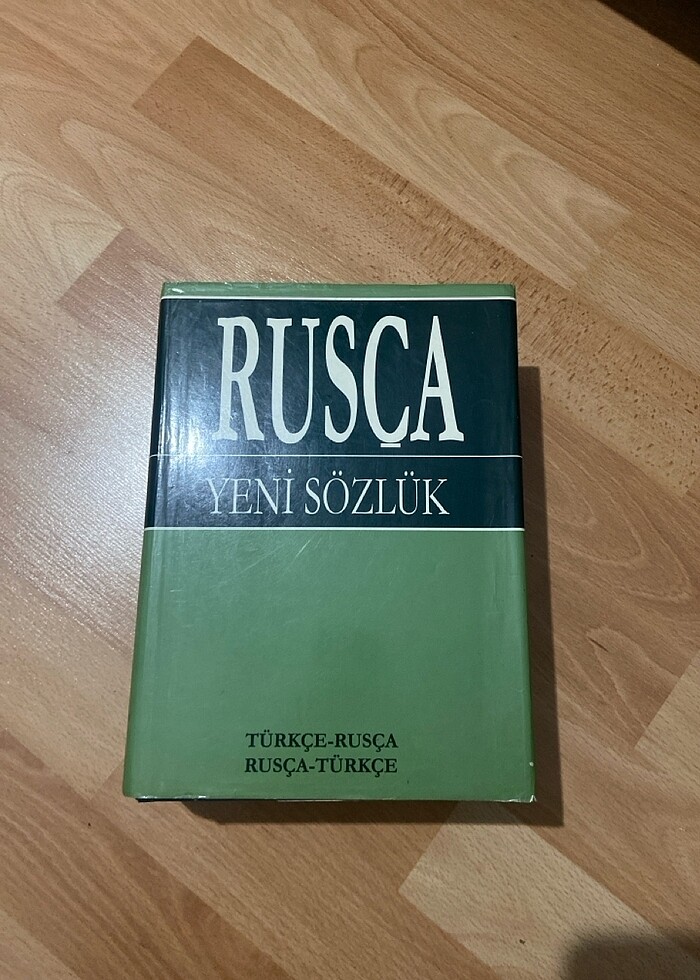 RUSÇA
YENİ SÖZLÜK
TÜRKÇE-RUSÇA
RUSÇA-TÜRKÇE